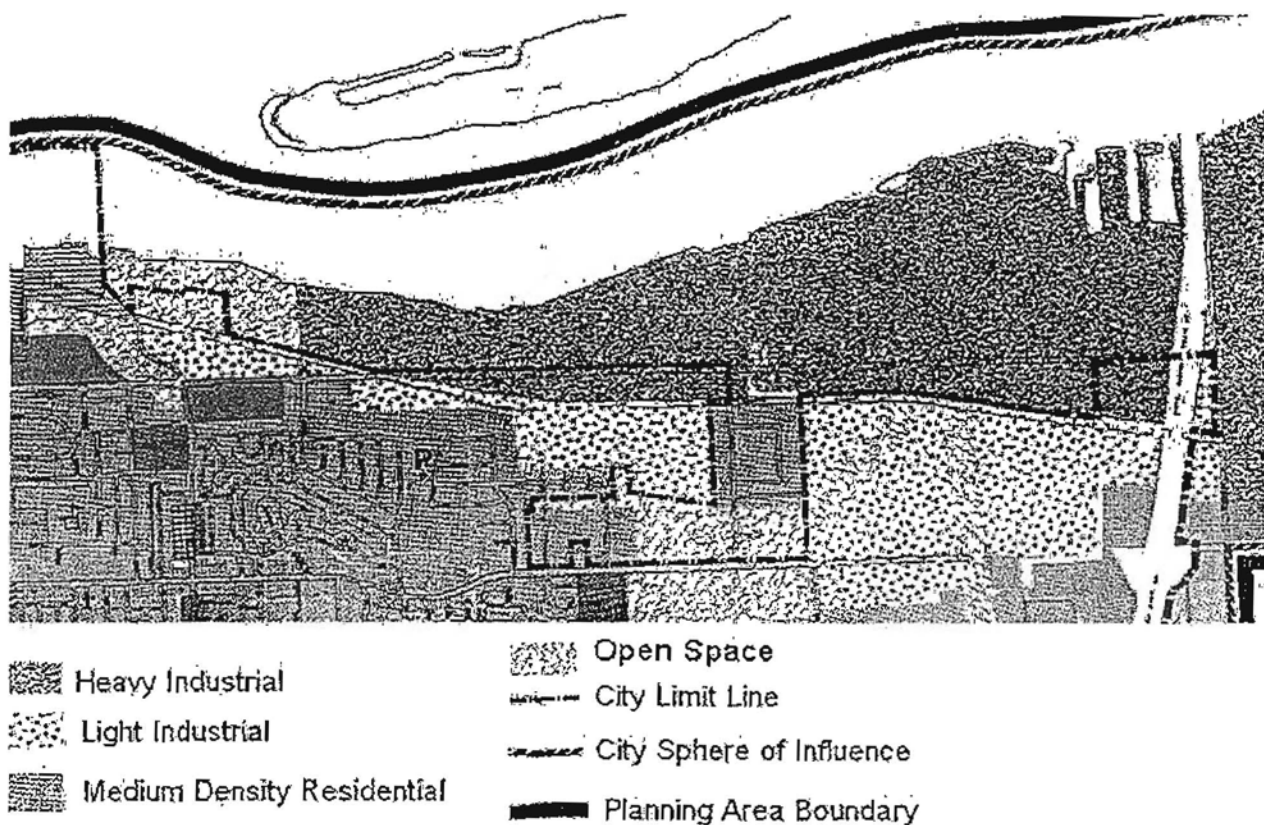 Heavy Industrial
Light Industrial
Medium Density Residential
Open Space
City Limit Line
City Sphere of Influence
Planning Area Boundary